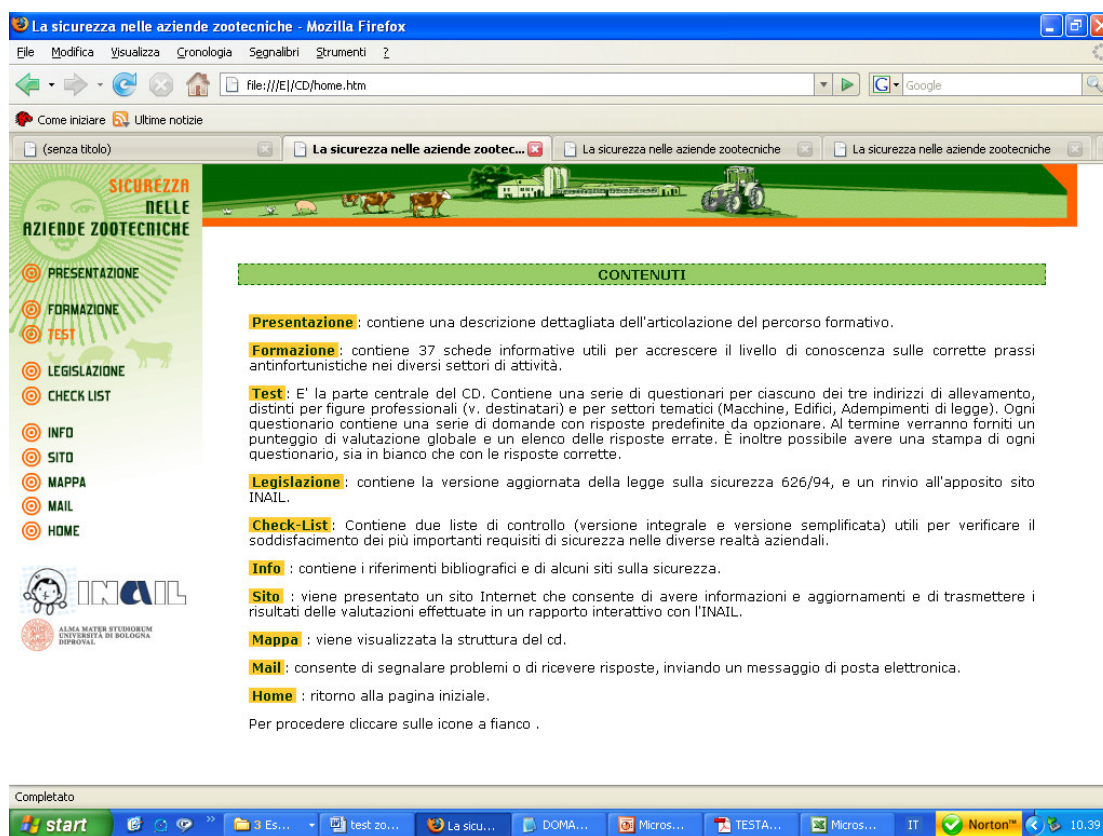 La sicurezza nelle aziende zootecniche - Mozilla Firefox
File Modifica Visualizza Cronologia Segnalibri Strumenti ?
file:///E|/CD/home.htm
G Google
Come iniziare Ultime notizie
(senza titolo) La sicurezza nelle aziende zootec... La sicurezza nelle aziende zootecniche La sicurezza nelle aziende zootecniche
SICUREZZA
NELLE
AZIENDE ZOOTECNICHE
PRESENTAZIONE
FORMAZIONE
TEST
LEGISLAZIONE
CHECK LIST
INFO
SITO
MAPPA
MAIL
HOME
INAIL
ALMA MATER STUDIORUM
UNIVERSITÀ DI BOLOGNA
DIPROVAL
CONTENUTI
Presentazione : contiene una descrizione dettagliata dell'articolazione del percorso formativo.
Formazione : contiene 37 schede informative utili per accrescere il livello di conoscenza sulle corrette prassi
antinfortunistiche nei diversi settori di attività.
Test : E' la parte centrale del CD. Contiene una serie di questionari per ciascuno dei tre indirizzi di allevamento,
distinti per figure professionali (v. destinatari) e per settori tematici (Macchine, Edifici, Adempimenti di legge). Ogni
questionario contiene una serie di domande con risposte predefinite da opzionare. Al termine verranno forniti un
punteggio di valutazione globale e un elenco delle risposte errate. È inoltre possibile avere una stampa di ogni
questionario, sia in bianco che con le risposte corrette.
Legislazione : contiene la versione aggiornata della legge sulla sicurezza 626/94, e un rinvio all'apposito sito
INAIL.
Check-List : Contiene due liste di controllo (versione integrale e versione semplificata) utili per verificare il
soddisfacimento dei più importanti requisiti di sicurezza nelle diverse realtà aziendali.
Info : contiene i riferimenti bibliografici e di alcuni siti sulla sicurezza.
Sito : viene presentato un sito Internet che consente di avere informazioni e aggiornamenti e di trasmettere i
risultati delle valutazioni effettuate in un rapporto interattivo con l'INAIL.
Mappa : viene visualizzata la struttura del cd.
Mail : consente di segnalare problemi o di ricevere risposte, inviando un messaggio di posta elettronica.
Home : ritorno alla pagina iniziale.
Per procedere cliccare sulle icone a fianco .
Completato
start 3 Es... test zo... La sicu... DOMA... Micros... TESTA... Micros... IT Norton™ 10.39